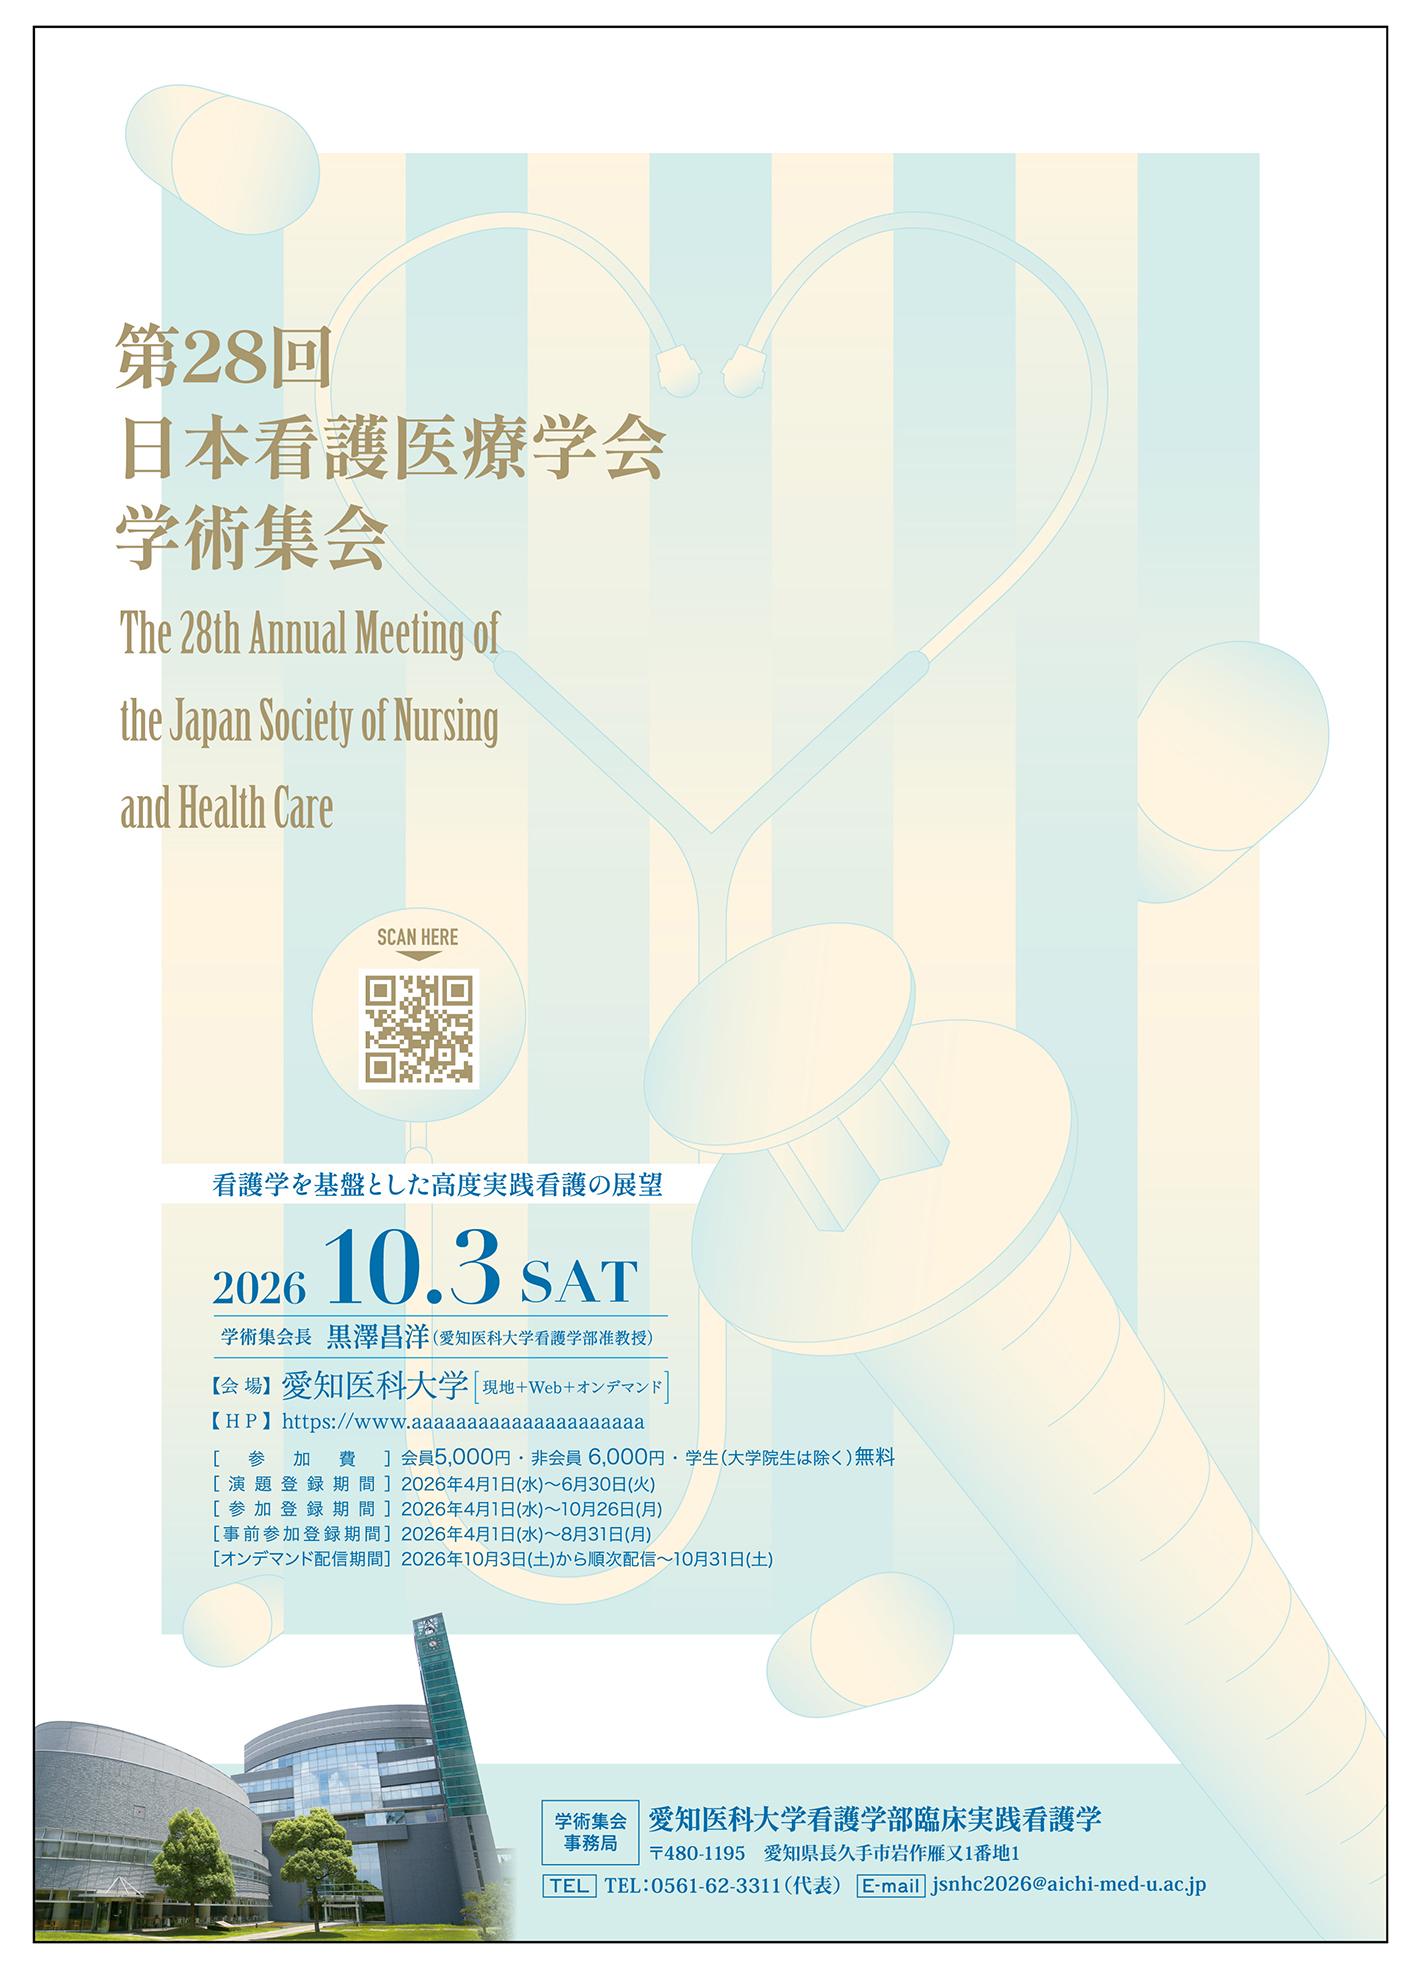 第28回
日本看護医療学会
学術集会
The 28th Annual Meeting of
the Japan Society of Nursing
and Health Care
SCAN HERE
看護学を基盤とした高度実践看護の展望
2026 10.3 SAT
学術集会長 黒澤昌洋(愛知医科大学看護学部准教授)
【会場】愛知医科大学[現地+Web+オンデマンド]
【HP】https://www.aaaaaaaaaaaaaaaaaaaaa
[参加費] 会員5,000円・非会員 6,000円・学生(大学院生は除く)無料
[演題登録期間] 2026年4月1日(水)〜6月30日(火)
[参加登録期間] 2026年4月1日(水)〜10月26日(月)
[事前参加登録期間] 2026年4月1日(水)〜8月31日(月)
[オンデマンド配信期間] 2026年10月3日(土)から順次配信〜10月31日(土)
学術集会事務局 愛知医科大学看護学部臨床実践看護学
〒480-1195 愛知県長久手市岩作雁又1番地1
TEL TEL:0561-62-3311(代表) E-mail jsnhc2026@aichi-med-u.ac.jp